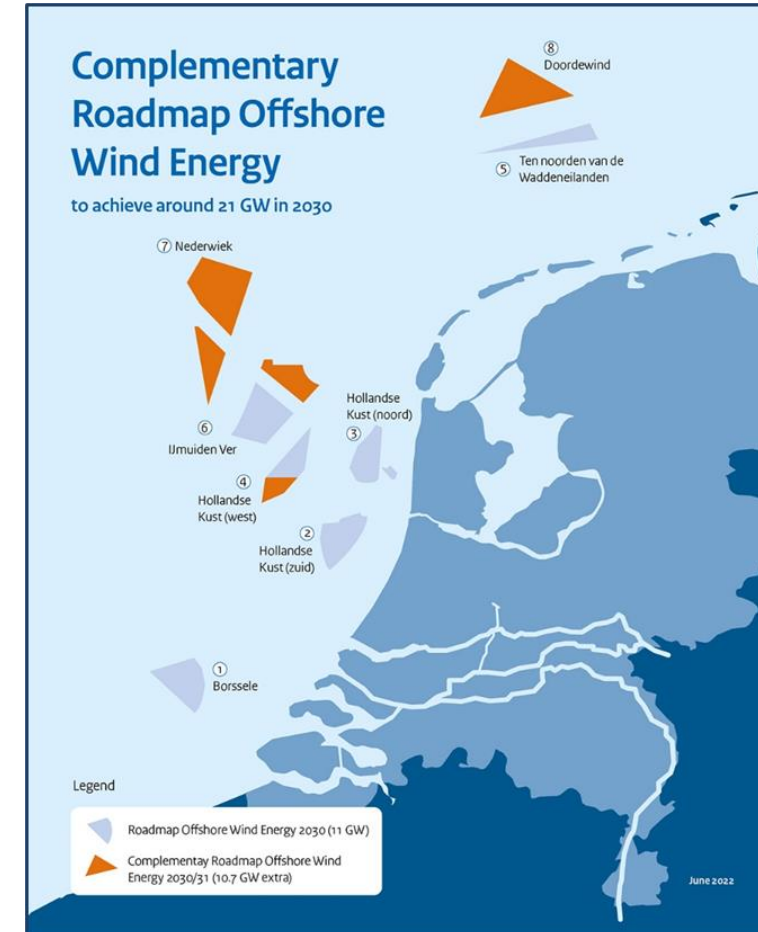 Complementary
Roadmap Offshore
Wind Energy
to achieve around 21 GW in 2030
⑧
Doordewind
⑤ Ten noorden van de
Waddeneilanden
⑦ Nederwiek
⑥
IJmuiden Ver
Hollandse
Kust (noord)
③
④
Hollandse
Kust (west)
②
Hollandse
Kust (zuid)
①
Borssele
Legend
Roadmap Offshore Wind Energy 2030 (11 GW)
Complementay Roadmap Offshore Wind
Energy 2030/31 (10.7 GW extra)
June 2022